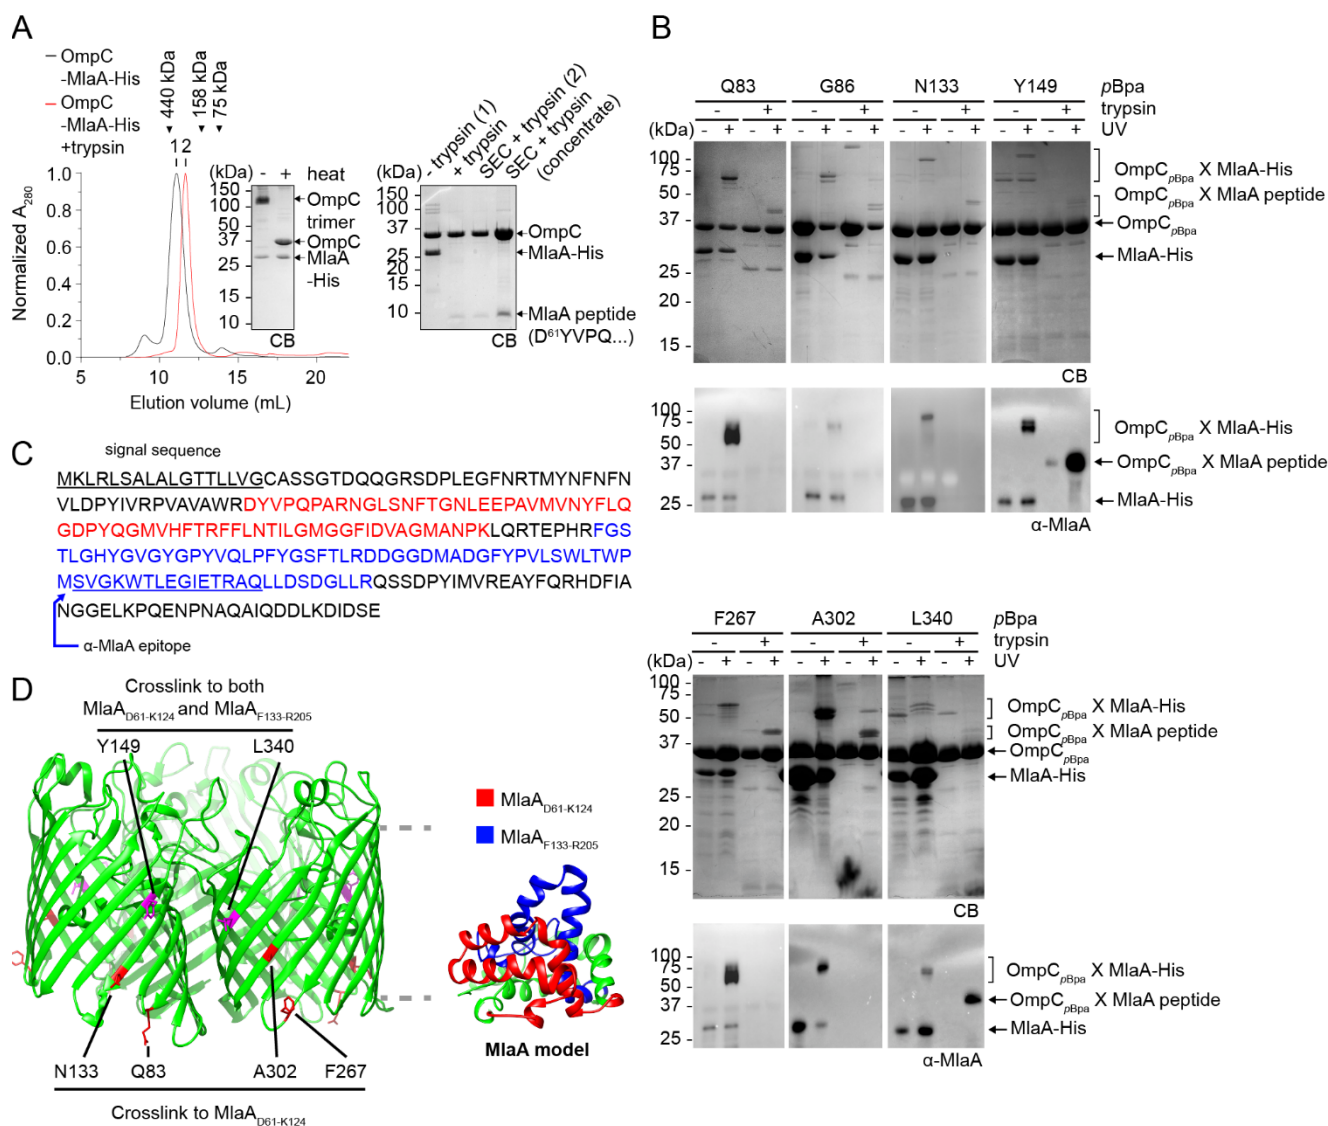 A
OmpC
-MlaA-His
OmpC
-MlaA-His
+trypsin
440 kDa
158 kDa
75 kDa
1 2
Normalized A280
1.0
0.8
0.6
0.4
0.2
0.0
5
10
15
20
Elution volume (mL)
(kDa)
- + heat
150
100
50
37
25
15
10
OmpC
trimer
OmpC
MlaA
-His
CB
- trypsin (1)
+ trypsin
SEC + trypsin (2)
SEC + trypsin
(concentrate)
(kDa)
150
100
50
37
25
20
15
10
OmpC
MlaA-His
MlaA peptide
(D61YVPQ...)
CB
B
Q83 G86 N133 Y149 pBpa
- + - + - + - + trypsin
(kDa) - + - + - + - + - + - + - + - + UV
100
75
50
37
25
20
15
OmpCpBpa X MlaA-His
OmpCpBpa X MlaA peptide
OmpCpBpa
MlaA-His
CB
100
75
50
37
25
OmpCpBpa X MlaA-His
OmpCpBpa X MlaA peptide
MlaA-His
α-MlaA
F267 A302 L340 pBpa
- + - + - + trypsin
(kDa) - + - + - + - + - + - + UV
100
75
50
37
25
20
15
OmpCpBpa X MlaA-His
OmpCpBpa X MlaA peptide
OmpCpBpa
MlaA-His
CB
100
75
50
37
25
OmpCpBpa X MlaA-His
OmpCpBpa X MlaA peptide
MlaA-His
α-MlaA
C
signal sequence
MKLRLSALALGTTLLVGCASSGTDQQGRSDPLEGFNRTMYNFNFN
VLDPYIVRPVAVAWRDYVPQPARNGLSNFTGNLEEPAVMVNYFLQ
GDPYQGMVHFTRFFLNTILGMGGFIDVAGMANPKLQRTEPHRFGS
TLGHYGVGYGPYVQLPFYGSFTLRDDGGDMADGFYPVLSWLTWP
MSVGKWTLEGIETRAQLLDSDGLLRQSSDPYIMVREAYFQRHDFIA
NGGELKPQENPNAQAIQDDLKDIDSE
α-MlaA epitope
D
Crosslink to both
MlaAD61-K124 and MlaAF133-R205
Y149
L340
N133 Q83 A302 F267
Crosslink to MlaAD61-K124
MlaAD61-K124
MlaAF133-R205
MlaA model